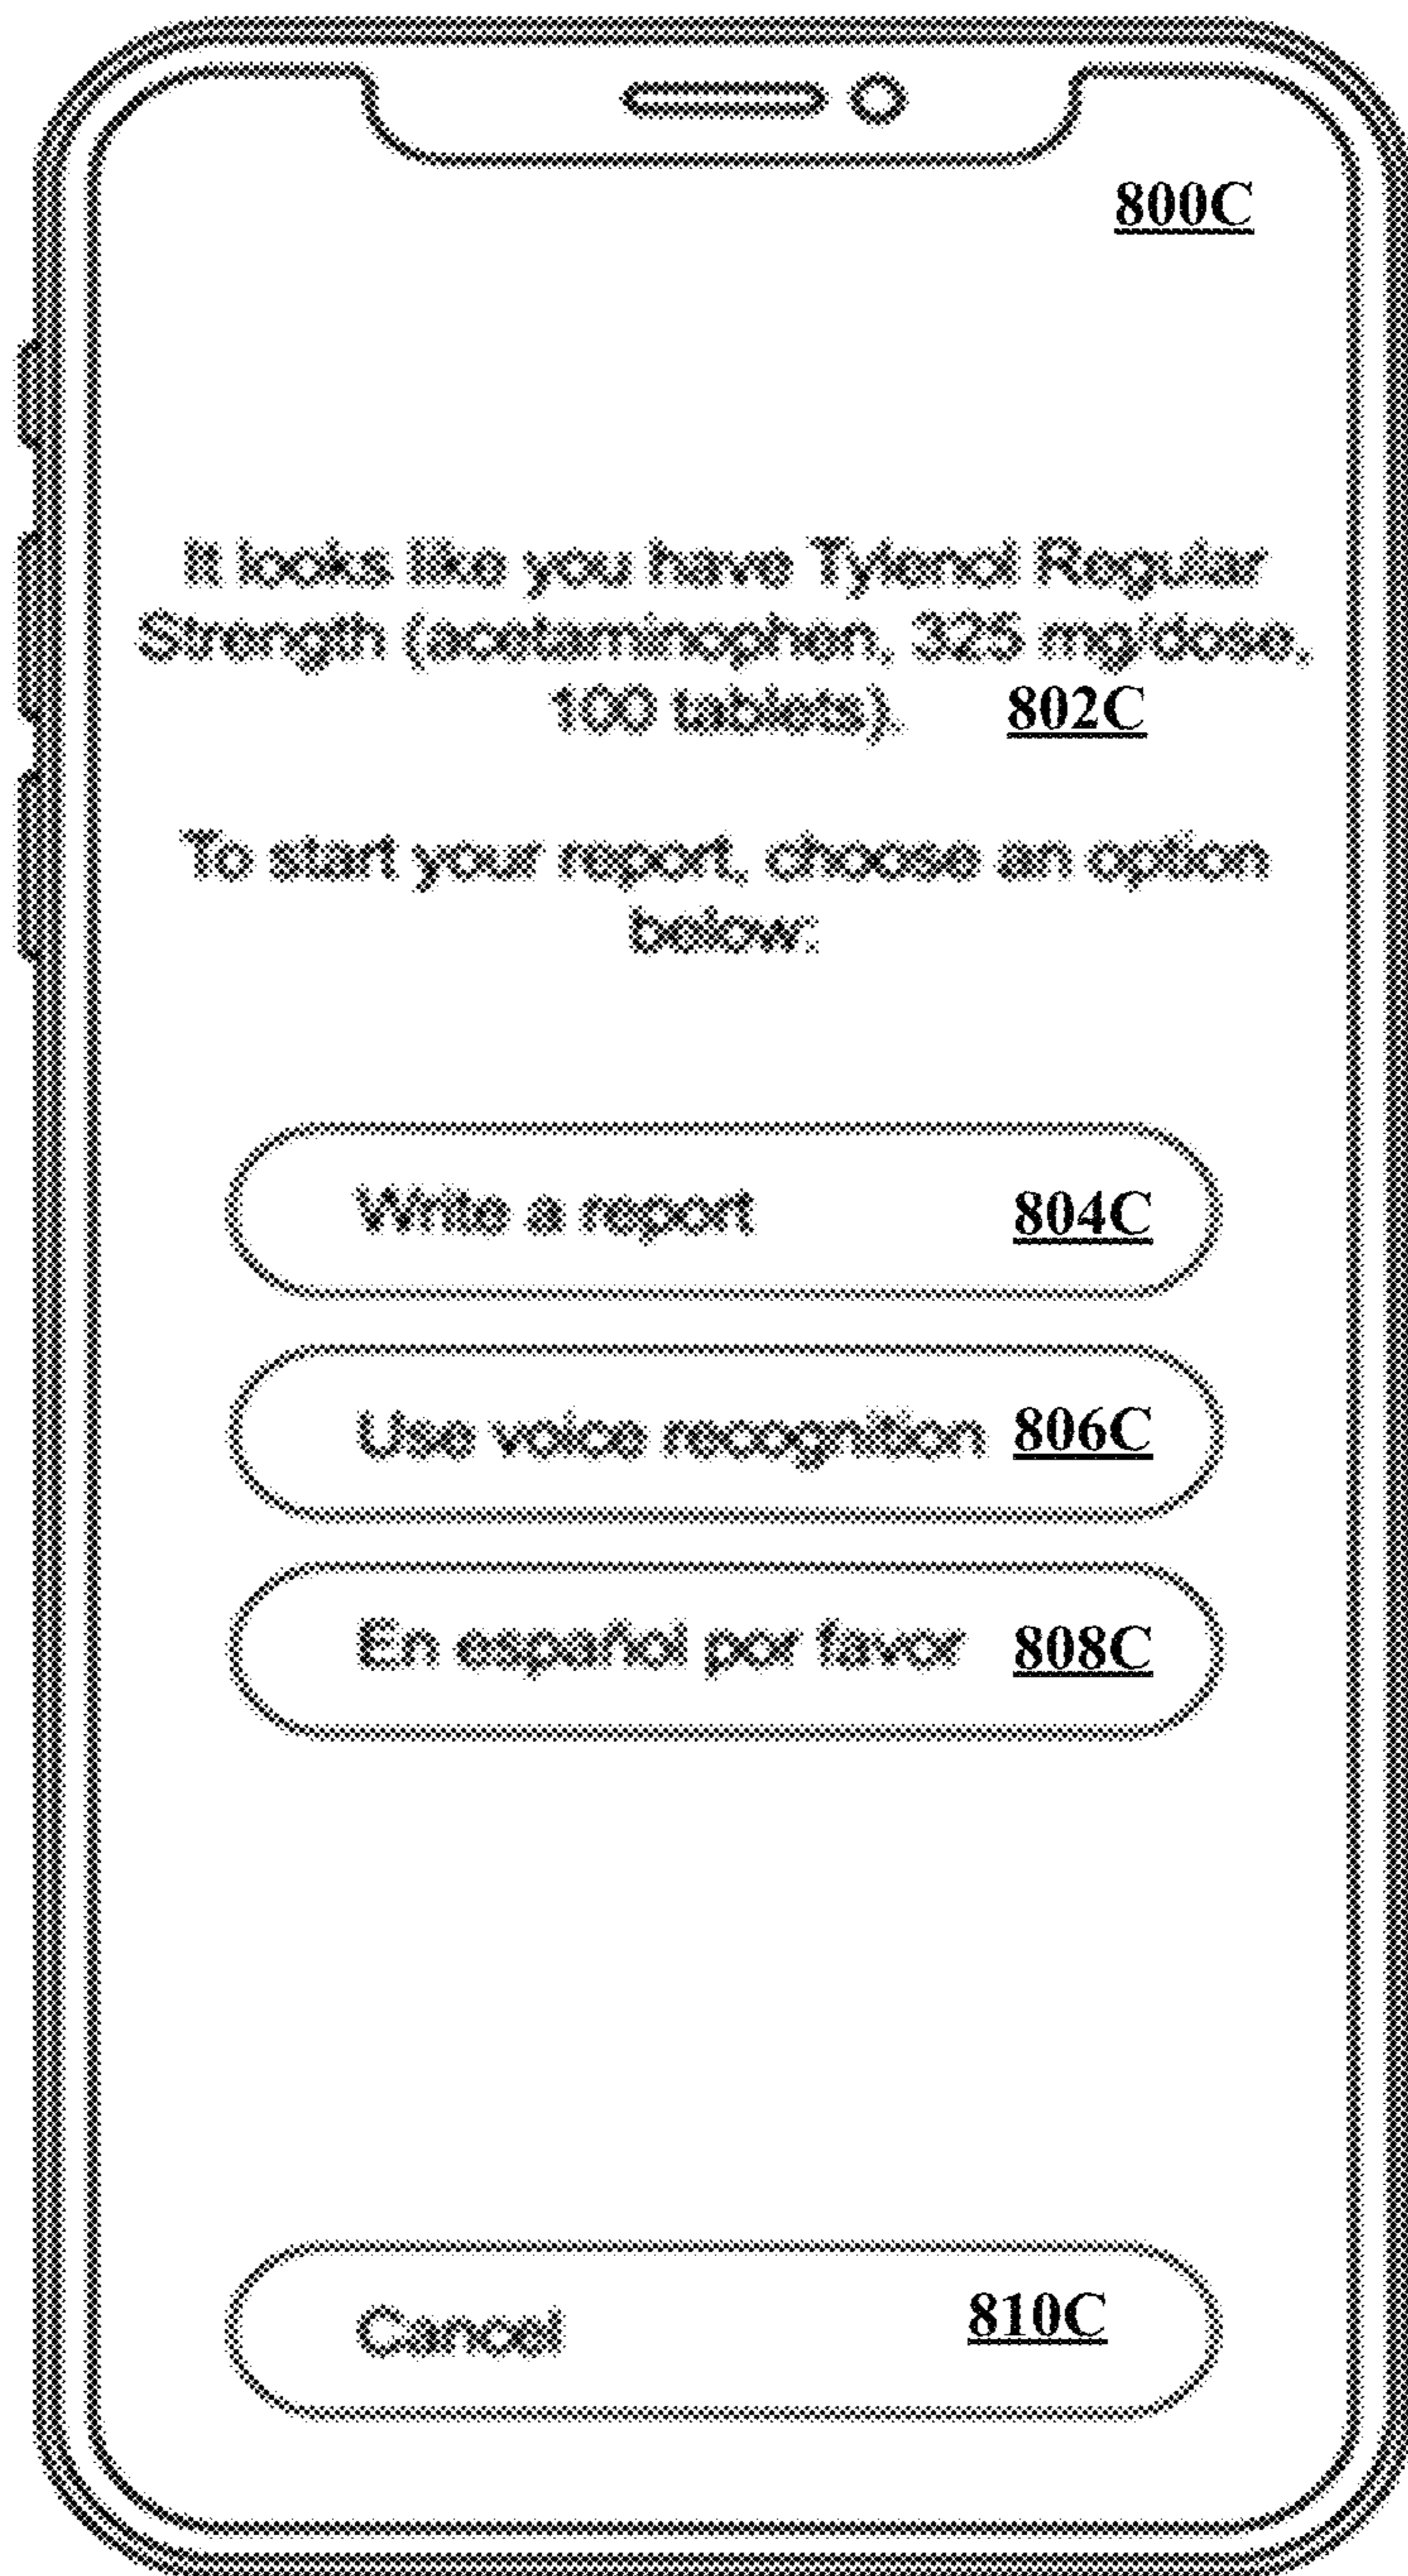 800C
It looks like you have Tylenol Regular
Strength (acetaminophen, 325 mg/dose,
100 tablets). 802C
To start your report, choose an option
below:
Write a report 804C
Use voice recognition 806C
En español por favor 808C
Cancel 810C